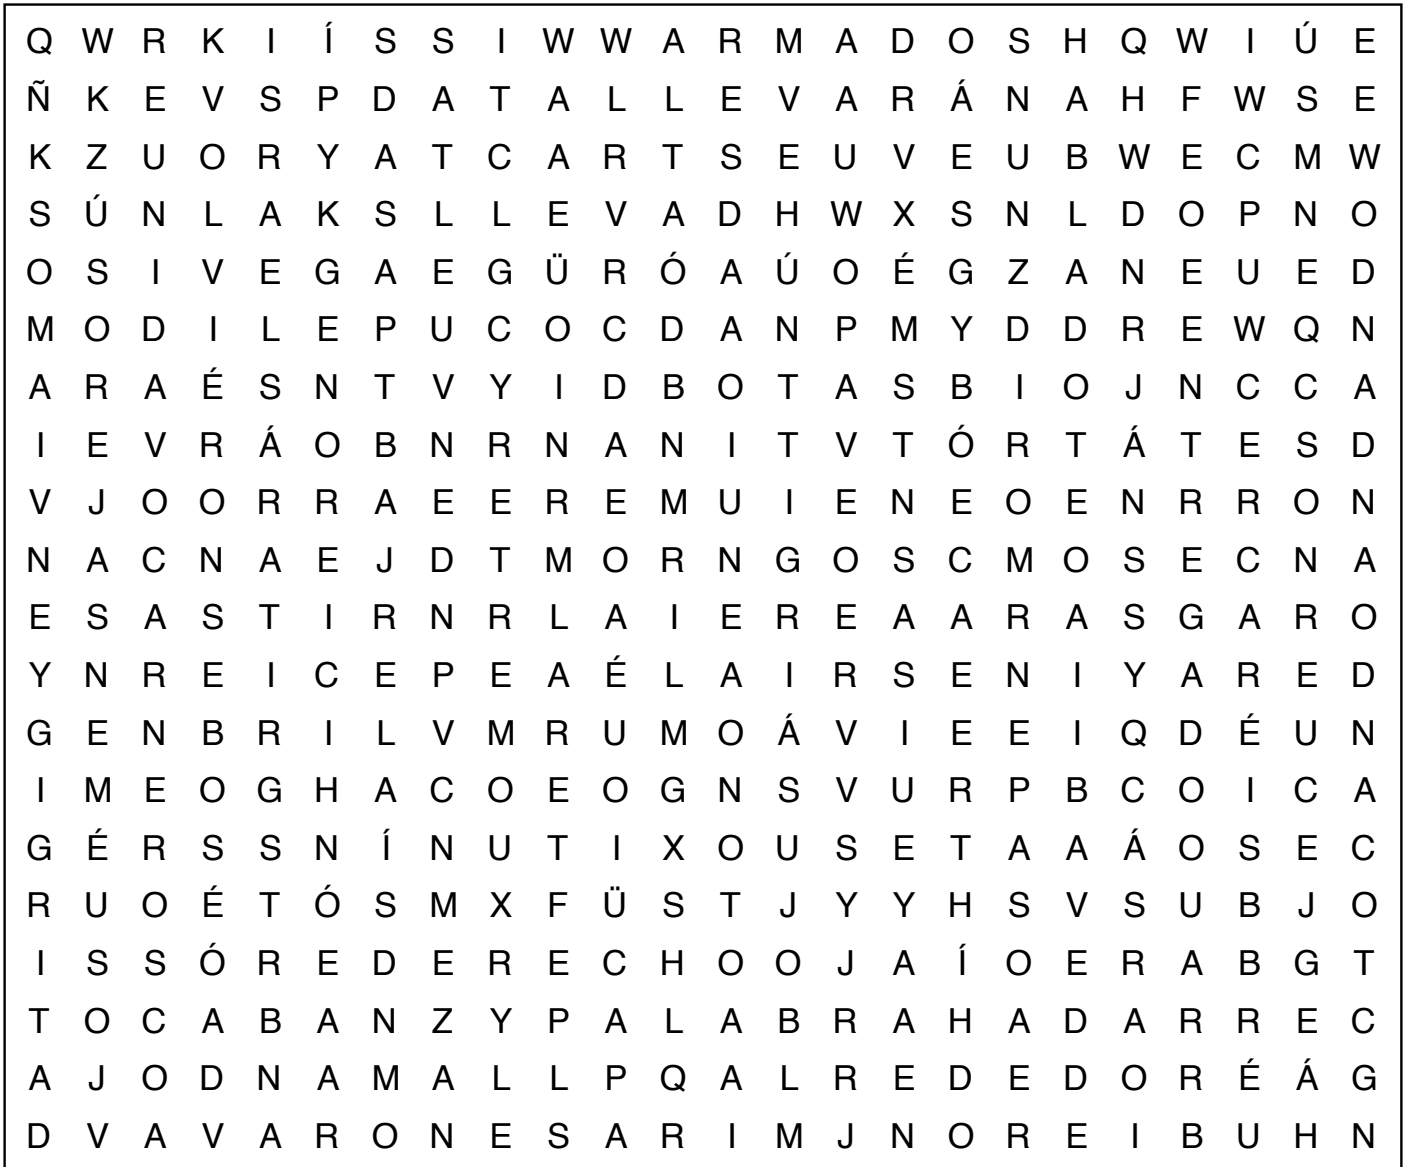 Q W R K I Í S S I W W A R M A D O S H Q W I Ú E
Ñ K E V S P D A T A L L E V A R Á N A H F W S E
K Z U O R Y A T C A R T S E U V E U B W E C M W
S Ú N L A K S L L E V A D H W X S N L D O P N O
O S I V E G A E G Ü R Ó A Ú O É G Z A N E U E D
M O D I L E P U C O C D A N P M Y D D R E W Q N
A R A É S N T V Y I D B O T A S B I O J N C C A
I E V R Á O B N R N A N I T V T Ó R T Á T E S D
V J O O R R A E E R E M U I E N E O E N R R O N
N A C N A E J D T M O R N G O S C M O S E C N A
E S A S T I R N R L A I E R E A A R A S G A R O
Y N R E I C E P E A É L A I R S E N I Y A R E D
G E N B R I L V M R U M O Á V I E E I Q D É U N
I M E O G H A C O E O G N S V U R P B C O I C A
G É R S S N Í N U T I X O U S E T A A Á O S E C
R U O É T Ó S M X F Ü S T J Y Y H S V S U B J O
I S S Ó R E D E R E C H O O J A Í O E R A B G T
T O C A B A N Z Y P A L A B R A H A D A R R E C
A J O D N A M A L L P Q A L R E D E D O R É Á G
D V A V A R O N E S A R I M J N O R E I B U H N